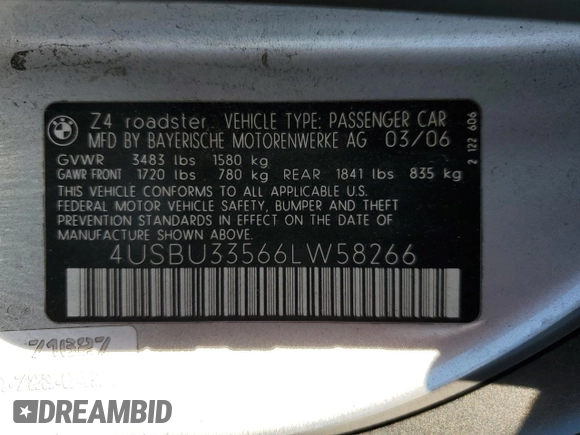 BMW
Z4 roadster VEHICLE TYPE: PASSENGER CAR
MFD BY BAYERISCHE MOTORENWERKE AG 03/06
GVWR 3483 lbs 1580 kg
GAWR FRONT 1720 lbs 780 kg REAR 1841 lbs 835 kg
THIS VEHICLE CONFORMS TO ALL APPLICABLE U.S.
FEDERAL MOTOR VEHICLE SAFETY, BUMPER AND THEFT
PREVENTION STANDARDS IN EFFECT ON THE DATE OF
MANUFACTURE SHOWN ABOVE.
4USBU33566LW58266
2 122 606
71627
DREAMBID